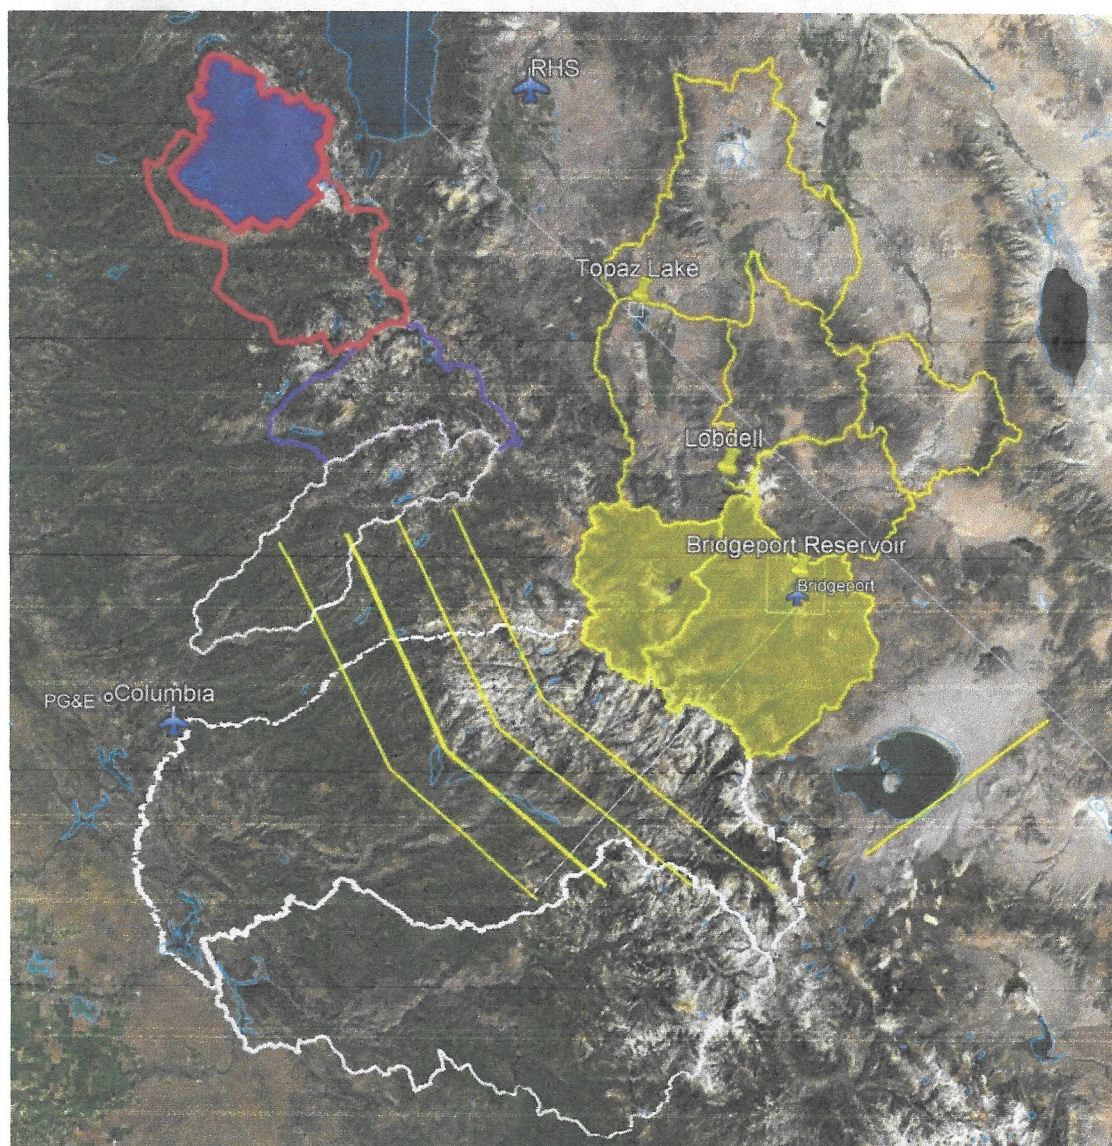 RHS
Topaz Lake
Lobdell
Bridgeport Reservoir
Bridgeport
PG&E Columbia